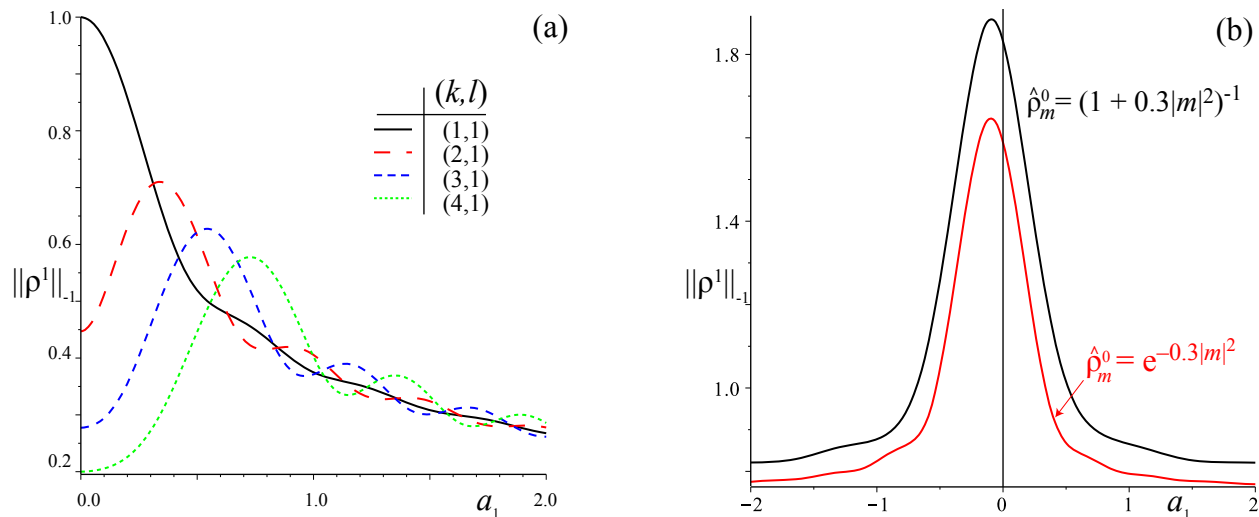 (a)
1.0
0.8
0.6
0.4
0.2
||ρ¹||₋₁
0.0
1.0
2.0
a₁
(k,l)
(1,1)
(2,1)
(3,1)
(4,1)
(b)
1.8
1.4
1.0
||ρ¹||₋₁
−2
−1
0
1
2
a₁
ρ̂ₘ⁰ = (1 + 0.3|m|²)⁻¹
ρ̂ₘ⁰ = e^{−0.3|m|²}